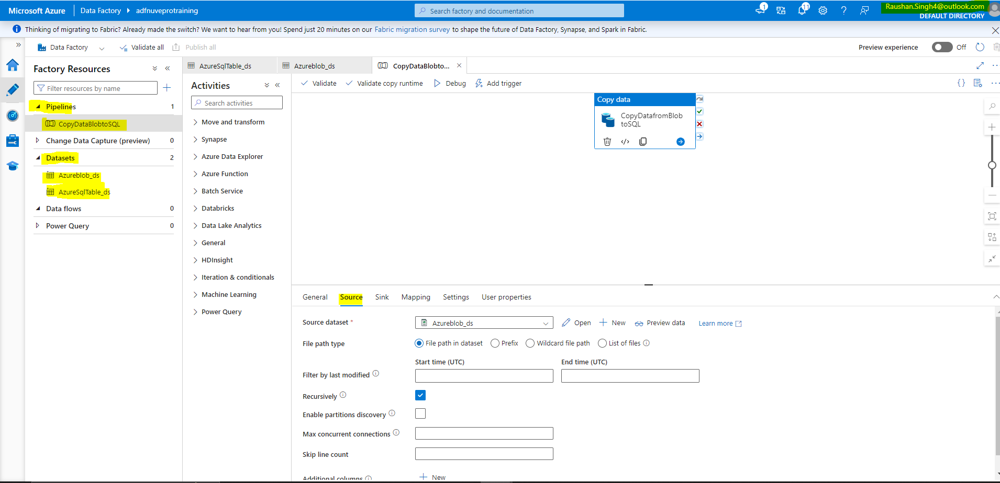 Microsoft Azure
Data Factory
adfnuveprotraining
Search factory and documentation
1
11
Raushan.Singh4@outlook.com
DEFAULT DIRECTORY
Thinking of migrating to Fabric? Already made the switch? We want to hear from you! Spend just 20 minutes on our Fabric migration survey to shape the future of Data Factory, Synapse, and Spark in Fabric.
Data Factory
Validate all
Publish all
Preview experience
Off
Factory Resources
Filter resources by name
Pipelines 1
CopyDataBlobtoSQL
Change Data Capture (preview) 0
Datasets 2
Azureblob_ds
AzureSqlTable_ds
Data flows 0
Power Query 0
AzureSqlTable_ds
Azureblob_ds
CopyDataBlobto...
Activities
Search activities
Move and transform
Synapse
Azure Data Explorer
Azure Function
Batch Service
Databricks
Data Lake Analytics
General
HDInsight
Iteration & conditionals
Machine Learning
Power Query
Validate
Validate copy runtime
Debug
Add trigger
Copy data
CopyDatafromBlob
toSQL
General
Source
Sink
Mapping
Settings
User properties
Source dataset *
Azureblob_ds
Open
New
Preview data
Learn more
File path type
File path in dataset
Prefix
Wildcard file path
List of files
Start time (UTC)
End time (UTC)
Filter by last modified
Recursively
Enable partitions discovery
Max concurrent connections
Skip line count
Additional columns
New